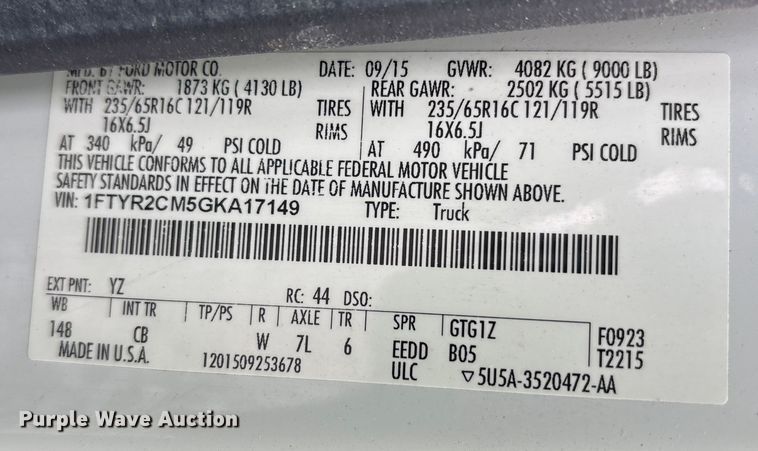 MFD. BY FORD MOTOR CO. DATE: 09/15 GVWR: 4082 KG ( 9000 LB)
FRONT GAWR: 1873 KG ( 4130 LB) REAR GAWR: 2502 KG ( 5515 LB)
WITH 235/65R16C 121/119R TIRES WITH 235/65R16C 121/119R TIRES
16X6.5J RIMS 16X6.5J RIMS
AT 340 kPa/ 49 PSI COLD AT 490 kPa/ 71 PSI COLD
THIS VEHICLE CONFORMS TO ALL APPLICABLE FEDERAL MOTOR VEHICLE
SAFETY STANDARDS IN EFFECT ON THE DATE OF MANUFACTURE SHOWN ABOVE.
VIN: 1FTYR2CM5GKA17149 TYPE: Truck
EXT PNT: YZ RC: 44 DSO:
WB INT TR TP/PS R AXLE TR SPR GTG1Z F0923
148 CB W 7L 6 EEDD B05 T2215
MADE IN U.S.A. 1201509253678 ULC ▽5U5A-3520472-AA
Purple Wave Auction